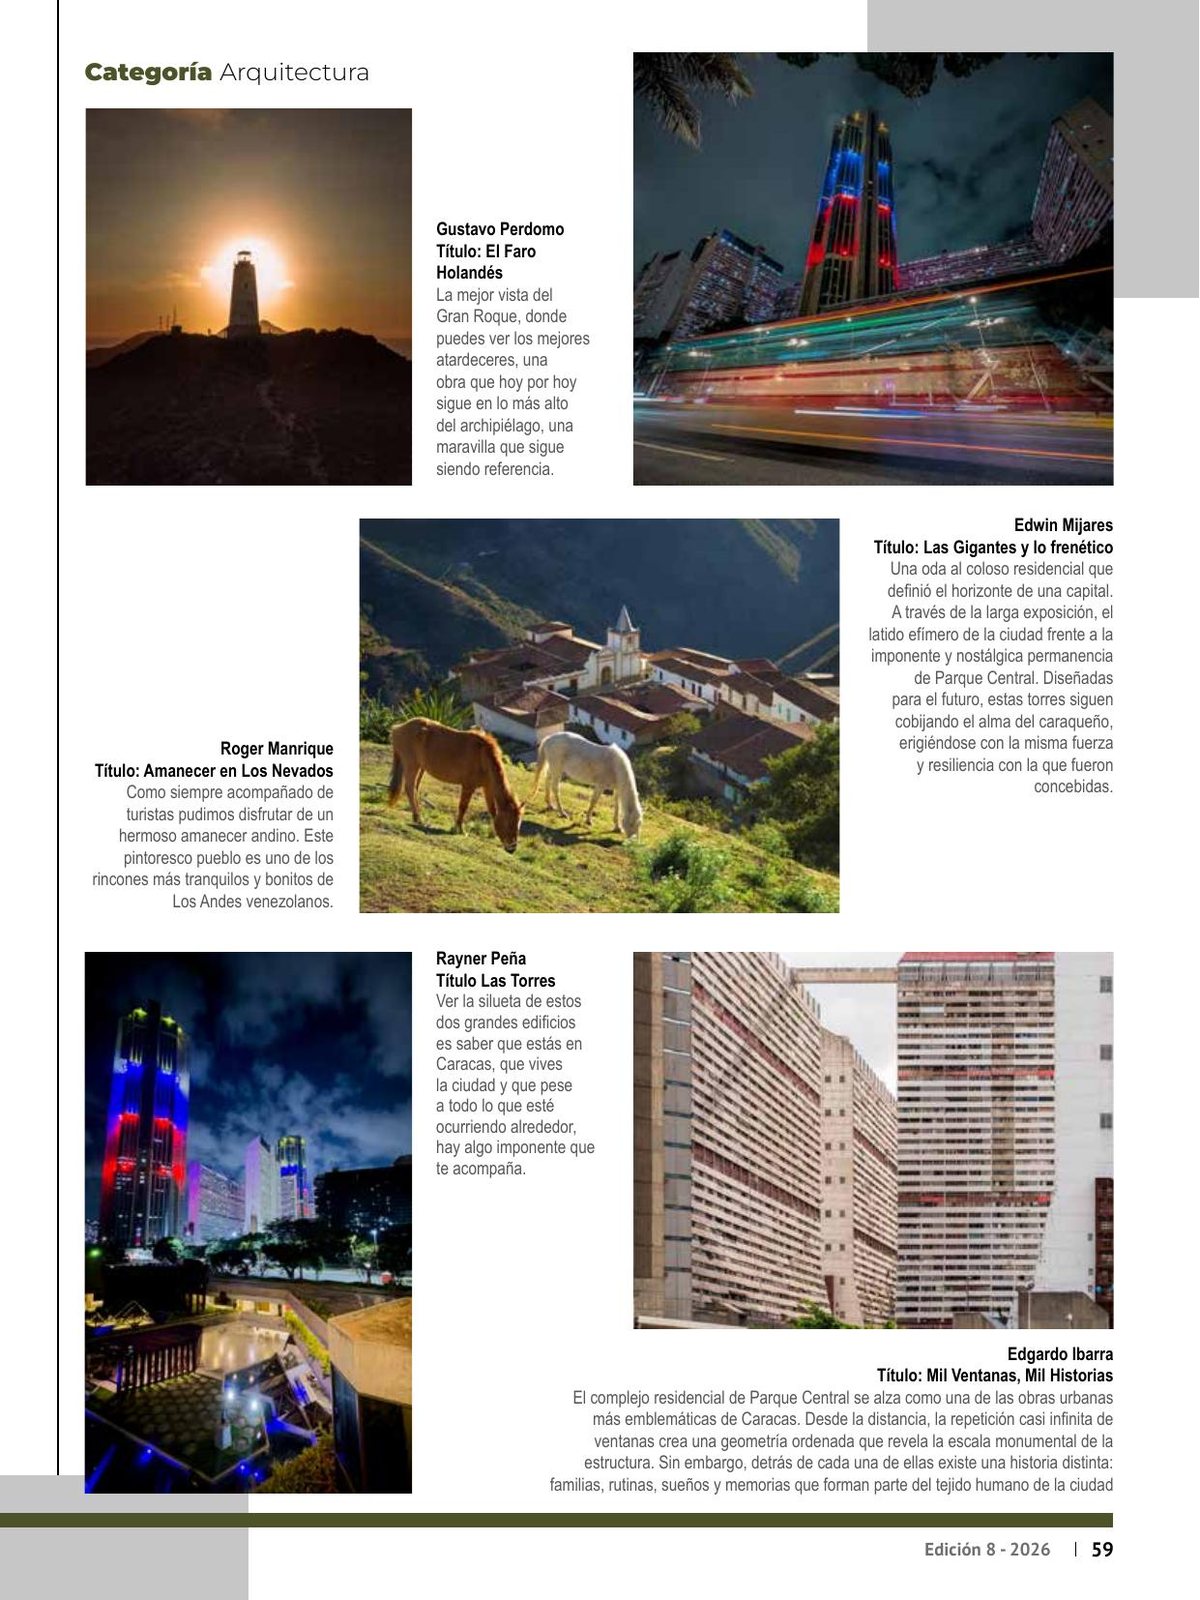 Categoría Arquitectura
Gustavo Perdomo
Título: El Faro
Holandés
La mejor vista del
Gran Roque, donde
puedes ver los mejores
atardeceres, una
obra que hoy por hoy
sigue en lo más alto
del archipiélago, una
maravilla que sigue
siendo referencia.
Edwin Mijares
Título: Las Gigantes y lo frenético
Una oda al coloso residencial que
definió el horizonte de una capital.
A través de la larga exposición, el
latido efímero de la ciudad frente a la
imponente y nostálgica permanencia
de Parque Central. Diseñadas
para el futuro, estas torres siguen
cobijando el alma del caraqueño,
erigiéndose con la misma fuerza
y resiliencia con la que fueron
concebidas.
Roger Manrique
Título: Amanecer en Los Nevados
Como siempre acompañado de
turistas pudimos disfrutar de un
hermoso amanecer andino. Este
pintoresco pueblo es uno de los
rincones más tranquilos y bonitos de
Los Andes venezolanos.
Rayner Peña
Título Las Torres
Ver la silueta de estos
dos grandes edificios
es saber que estás en
Caracas, que vives
la ciudad y que pese
a todo lo que esté
ocurriendo alrededor,
hay algo imponente que
te acompaña.
Edgardo Ibarra
Título: Mil Ventanas, Mil Historias
El complejo residencial de Parque Central se alza como una de las obras urbanas
más emblemáticas de Caracas. Desde la distancia, la repetición casi infinita de
ventanas crea una geometría ordenada que revela la escala monumental de la
estructura. Sin embargo, detrás de cada una de ellas existe una historia distinta:
familias, rutinas, sueños y memorias que forman parte del tejido humano de la ciudad
Edición 8 - 2026 | 59